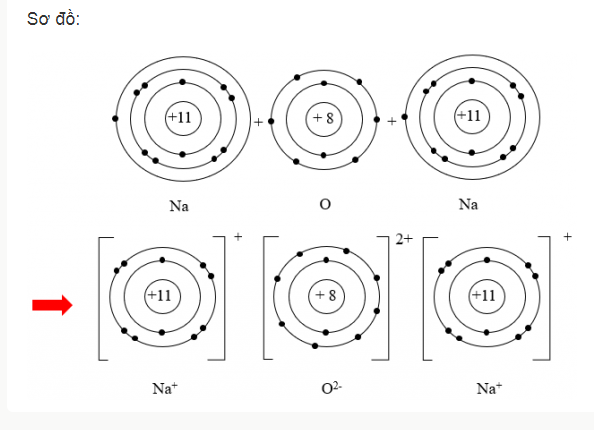 Sơ đồ:
+11 + + 8 + +11
Na O Na
+ 2+ +
+11 + 8 +11
Na⁺ O²⁻ Na⁺